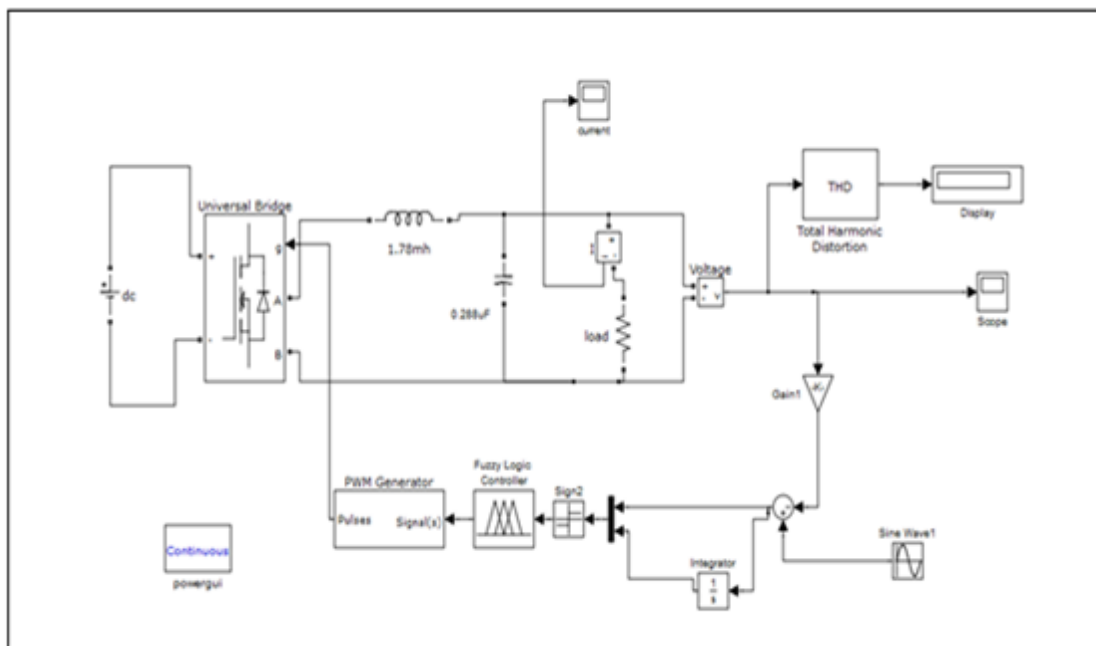 current
THD
Total Harmonic
Distortion
Display
Universal Bridge
g
A
B
+
-
dc
1.78mh
0.288uF
load
Voltage
+
-
Scope
Gain1
Fuzzy Logic
Controller
PWM Generator
Pulses
Signal(s)
Sign2
Sine Wave1
Integrator
1
s
Continuous
powergui